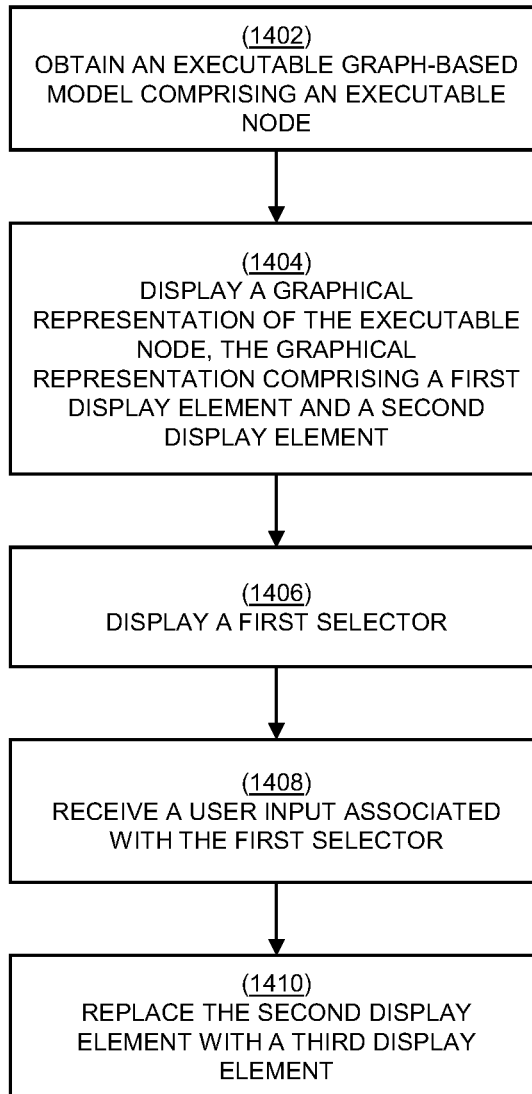 (1402)
OBTAIN AN EXECUTABLE GRAPH-BASED
MODEL COMPRISING AN EXECUTABLE
NODE
(1404)
DISPLAY A GRAPHICAL
REPRESENTATION OF THE EXECUTABLE
NODE, THE GRAPHICAL
REPRESENTATION COMPRISING A FIRST
DISPLAY ELEMENT AND A SECOND
DISPLAY ELEMENT
(1406)
DISPLAY A FIRST SELECTOR
(1408)
RECEIVE A USER INPUT ASSOCIATED
WITH THE FIRST SELECTOR
(1410)
REPLACE THE SECOND DISPLAY
ELEMENT WITH A THIRD DISPLAY
ELEMENT